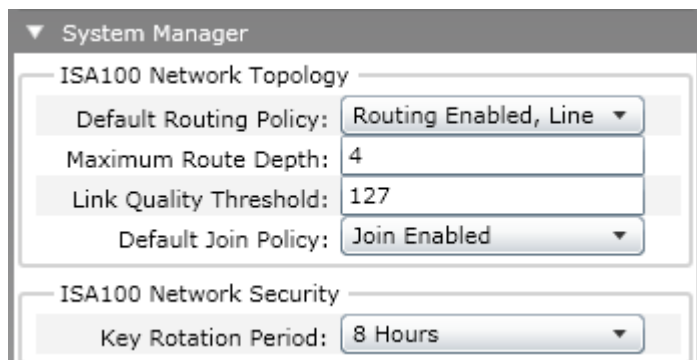 System Manager
ISA100 Network Topology
Default Routing Policy: Routing Enabled, Line
Maximum Route Depth: 4
Link Quality Threshold: 127
Default Join Policy: Join Enabled
ISA100 Network Security
Key Rotation Period: 8 Hours